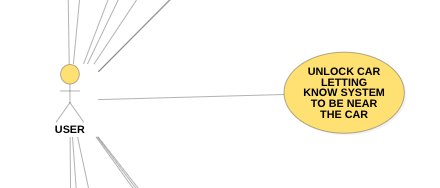 UNLOCK CAR
LETTING
KNOW SYSTEM
TO BE NEAR
THE CAR
USER